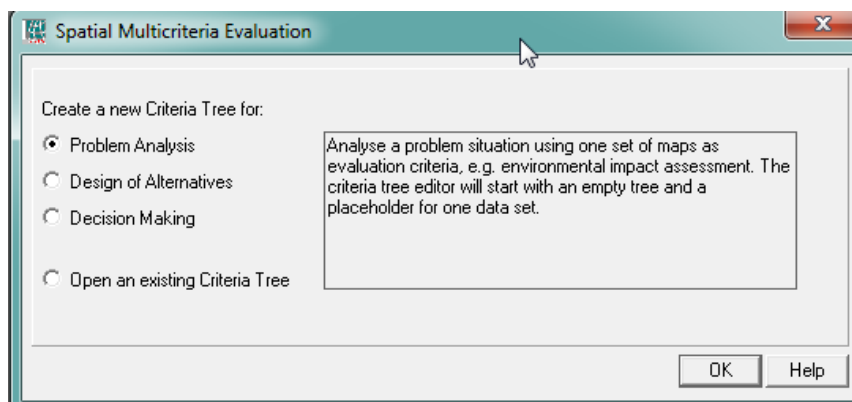 Spatial Multicriteria Evaluation
Create a new Criteria Tree for:
Problem Analysis
Design of Alternatives
Decision Making
Open an existing Criteria Tree
Analyse a problem situation using one set of maps as
evaluation criteria, e.g. environmental impact assessment. The
criteria tree editor will start with an empty tree and a
placeholder for one data set.
OK
Help